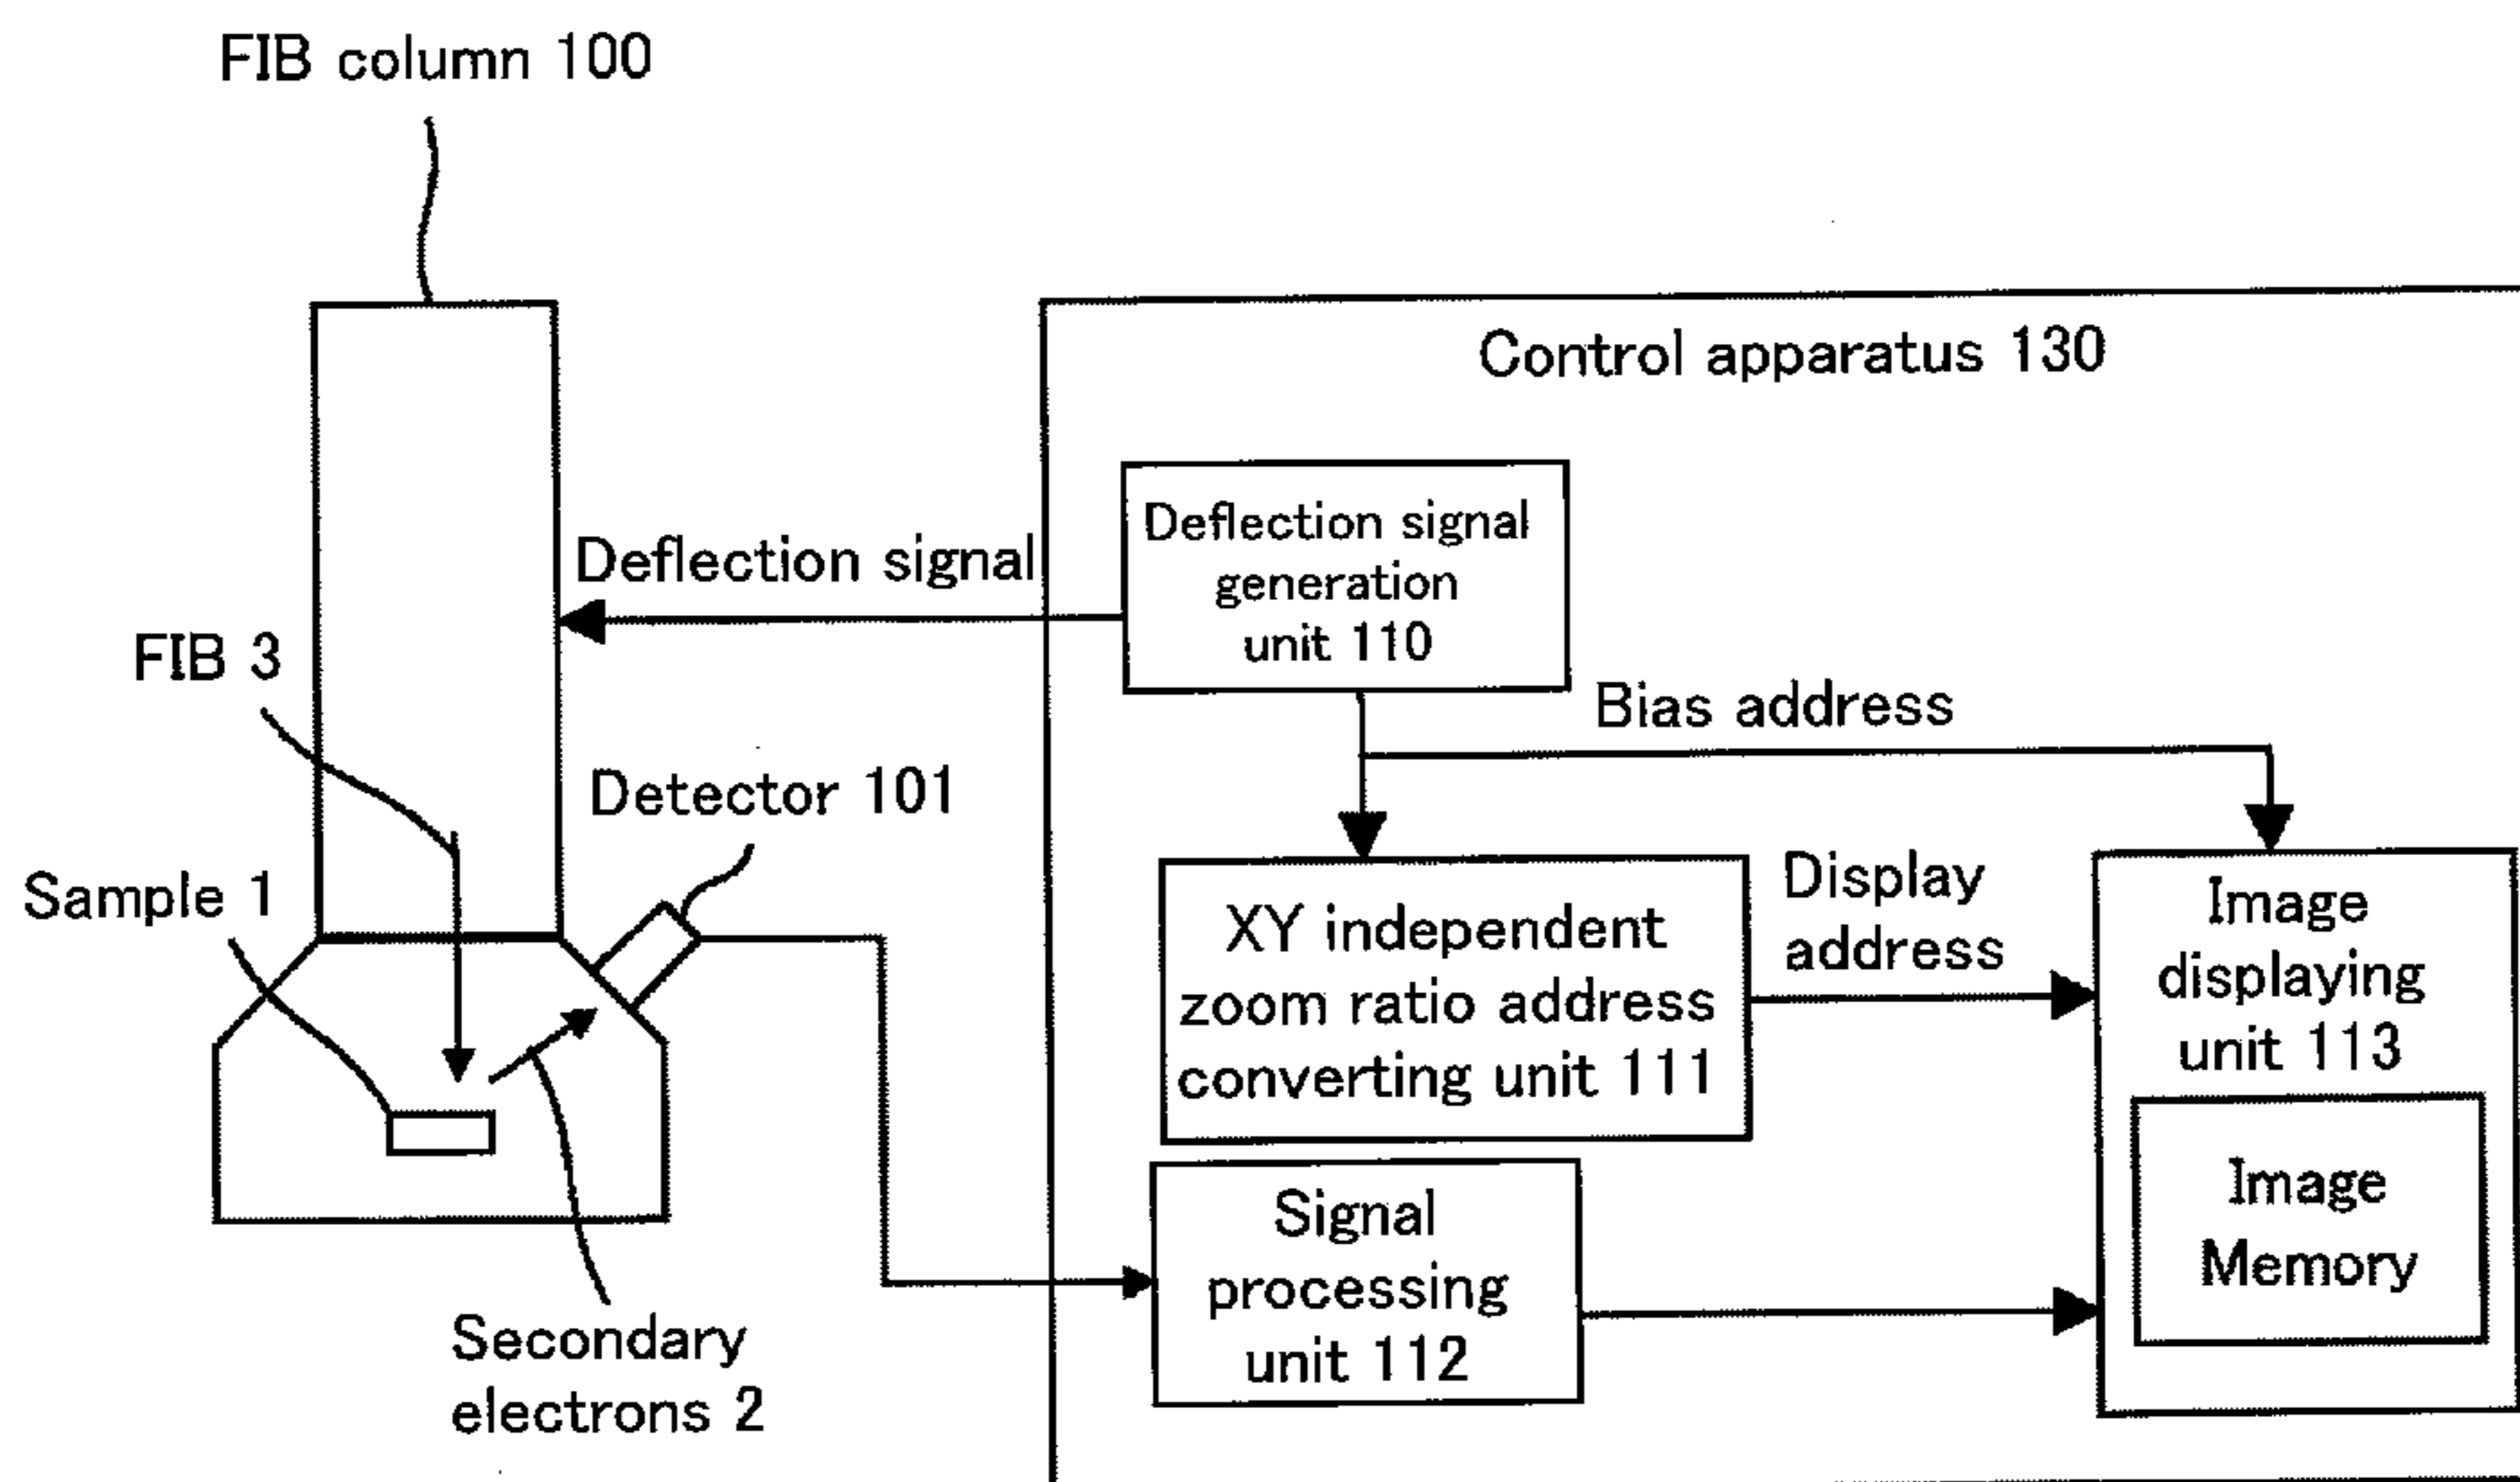 FIB column 100
Control apparatus 130
Deflection signal
generation
unit 110
Deflection signal
FIB 3
Bias address
Detector 101
Sample 1
XY independent
zoom ratio address
converting unit 111
Display
address
Image
displaying
unit 113
Image
Memory
Signal
processing
unit 112
Secondary
electrons 2